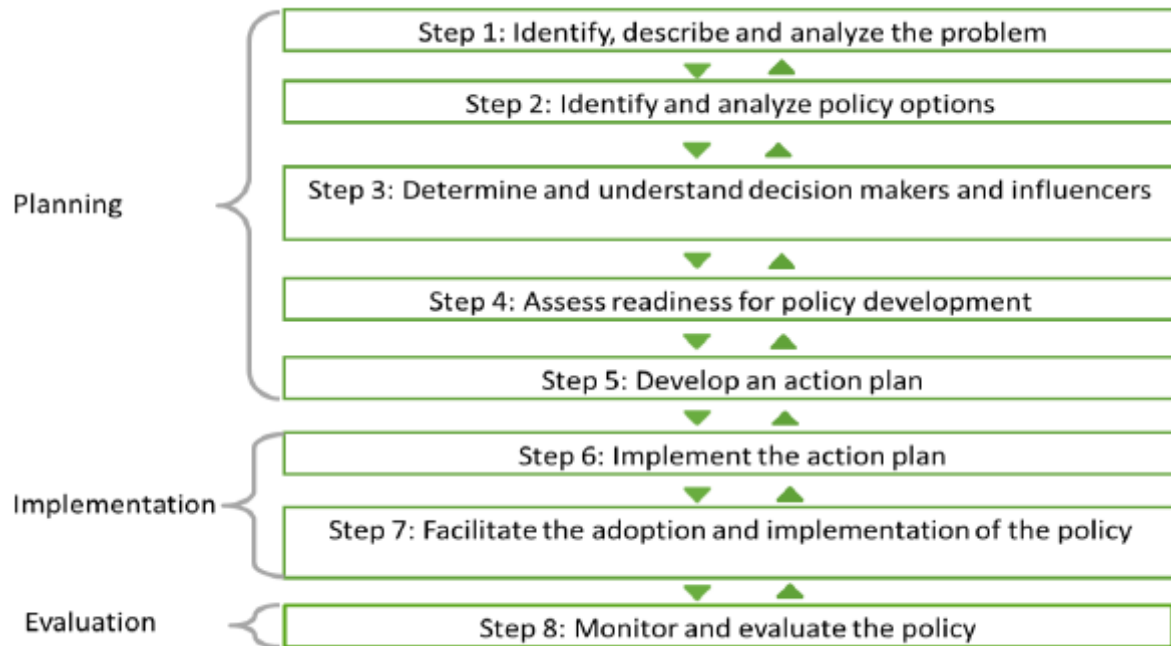 Step 1: Identify, describe and analyze the problem
Step 2: Identify and analyze policy options
Step 3: Determine and understand decision makers and influencers
Planning
Step 4: Assess readiness for policy development
Step 5: Develop an action plan
Step 6: Implement the action plan
Implementation
Step 7: Facilitate the adoption and implementation of the policy
Evaluation
Step 8: Monitor and evaluate the policy